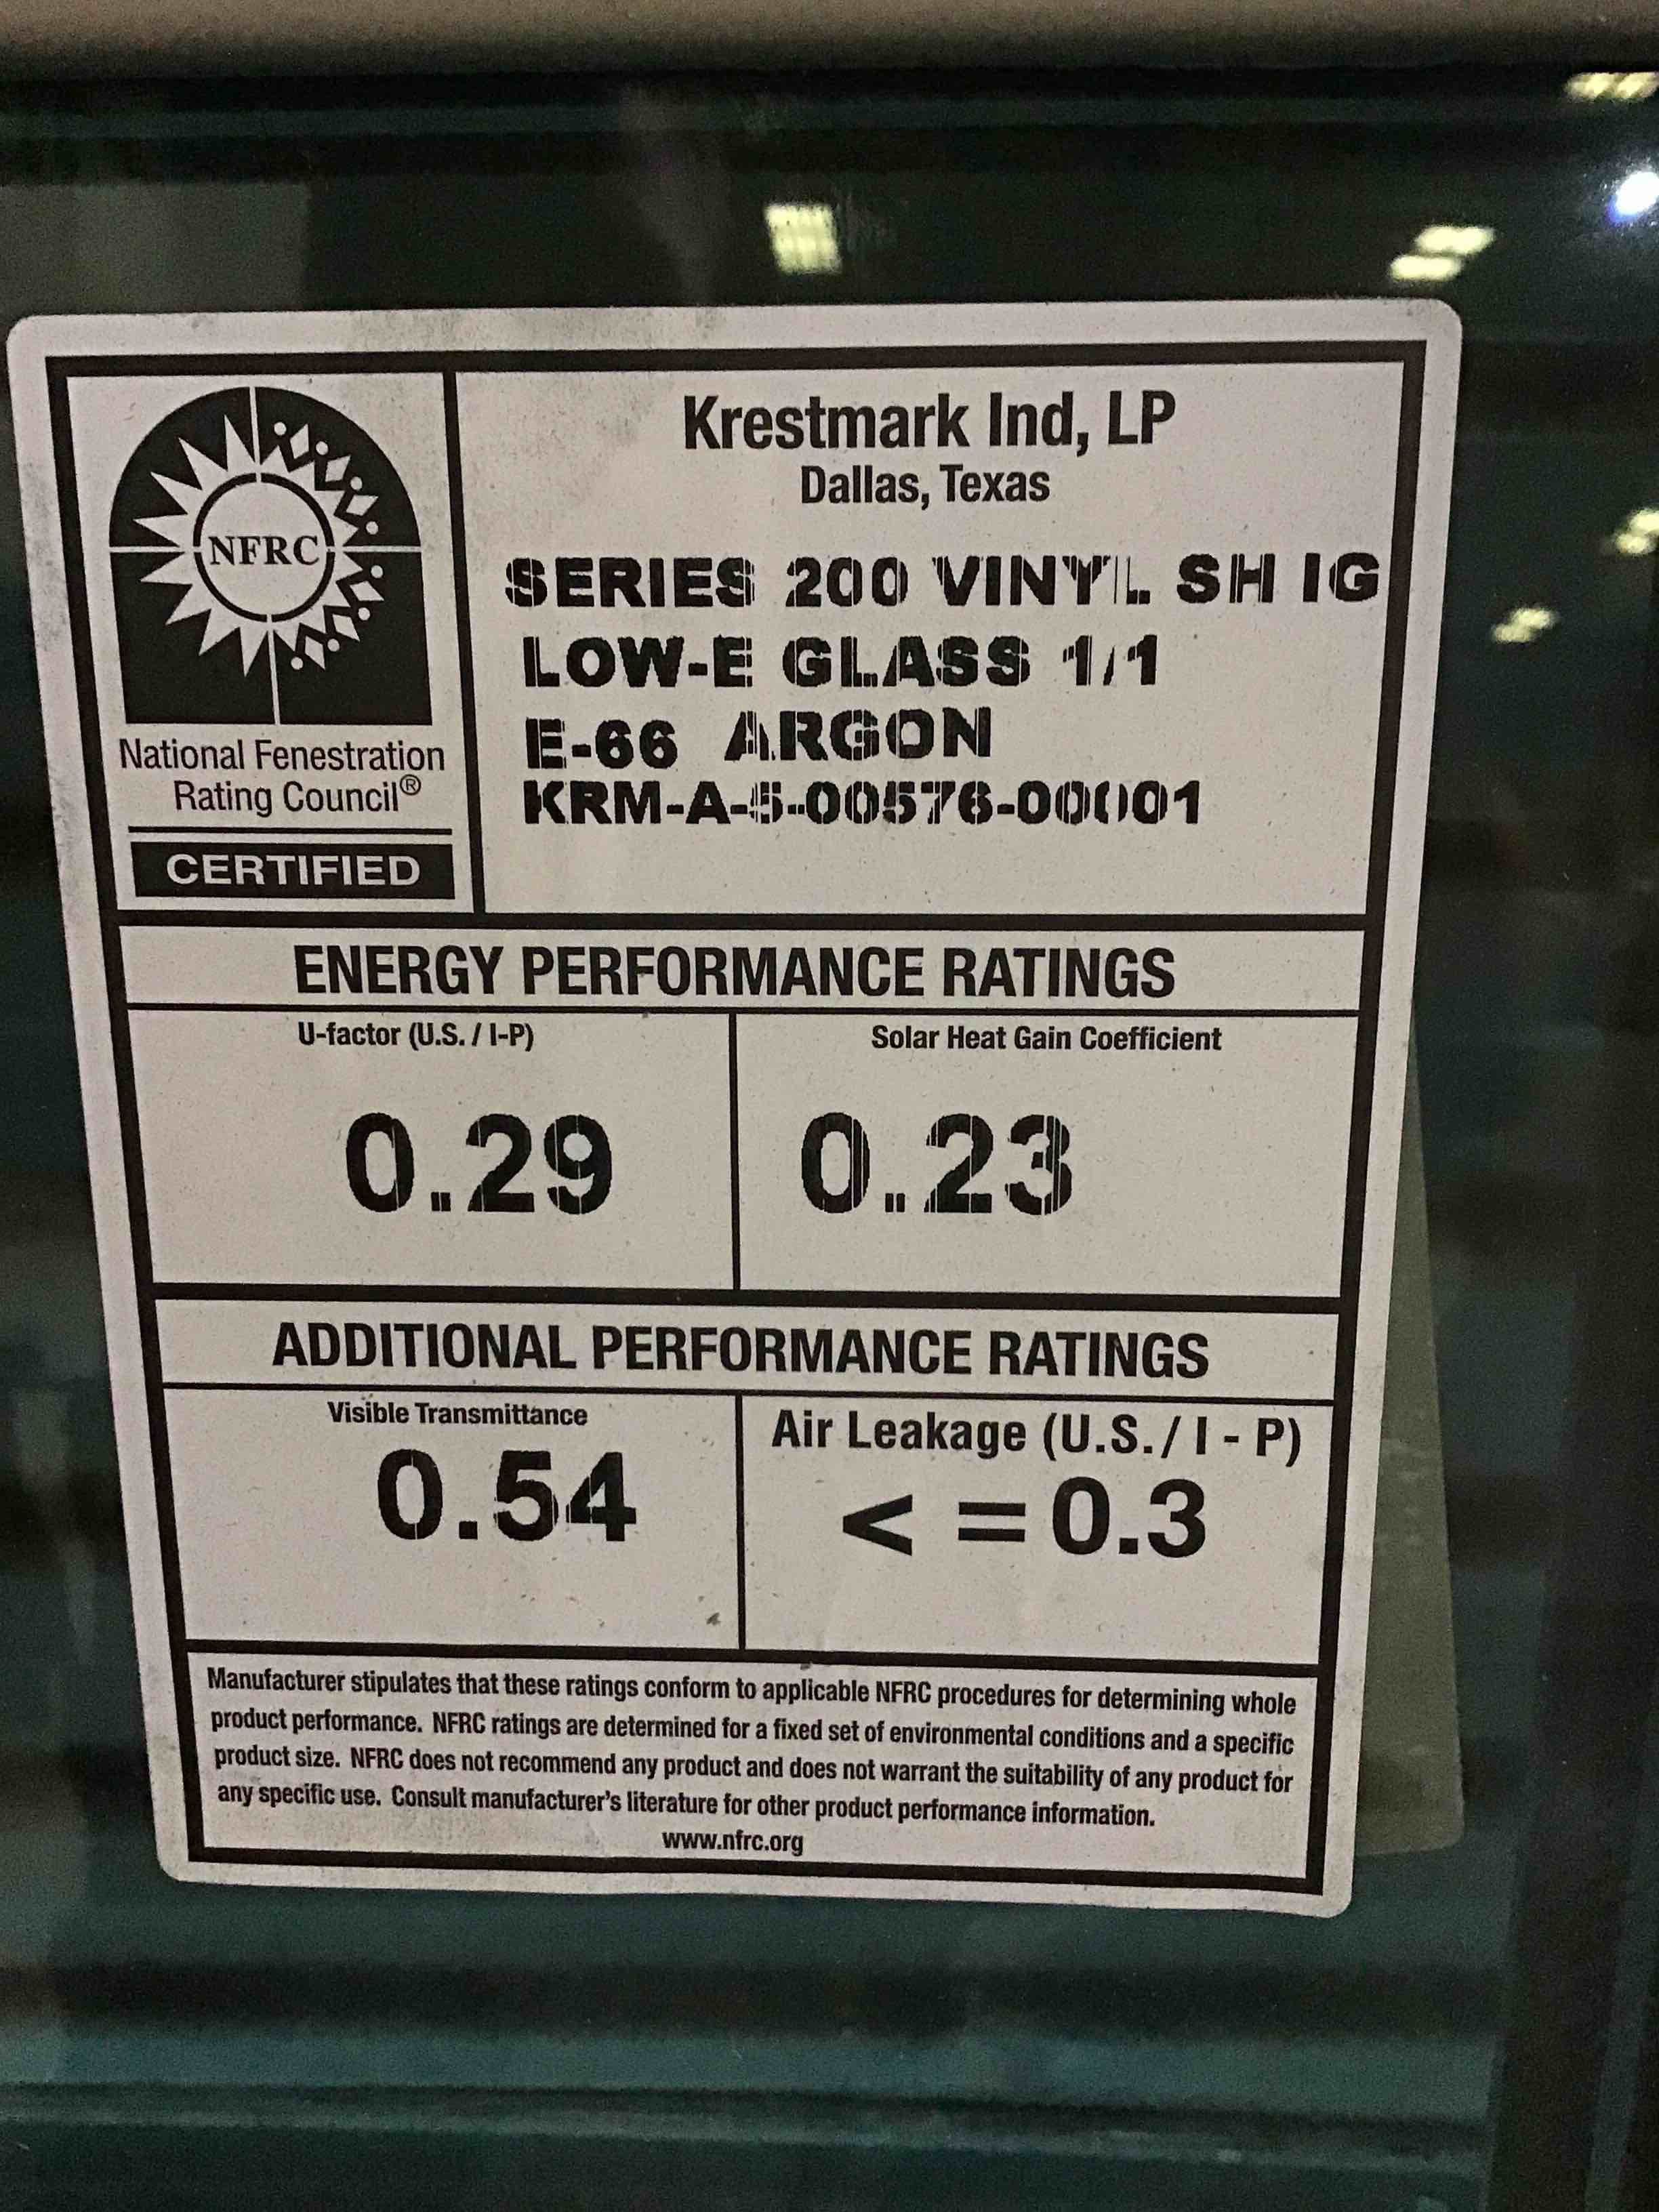 NFRC
National Fenestration
Rating Council®
CERTIFIED
Krestmark Ind, LP
Dallas, Texas
SERIES 200 VINYL SH IG
LOW-E GLASS 1/1
E-66 ARGON
KRM-A-5-00576-00001
ENERGY PERFORMANCE RATINGS
U-factor (U.S. / I-P)
0.29
Solar Heat Gain Coefficient
0.23
ADDITIONAL PERFORMANCE RATINGS
Visible Transmittance
0.54
Air Leakage (U.S. / I - P)
< = 0.3
Manufacturer stipulates that these ratings conform to applicable NFRC procedures for determining whole
product performance. NFRC ratings are determined for a fixed set of environmental conditions and a specific
product size. NFRC does not recommend any product and does not warrant the suitability of any product for
any specific use. Consult manufacturer's literature for other product performance information.
www.nfrc.org